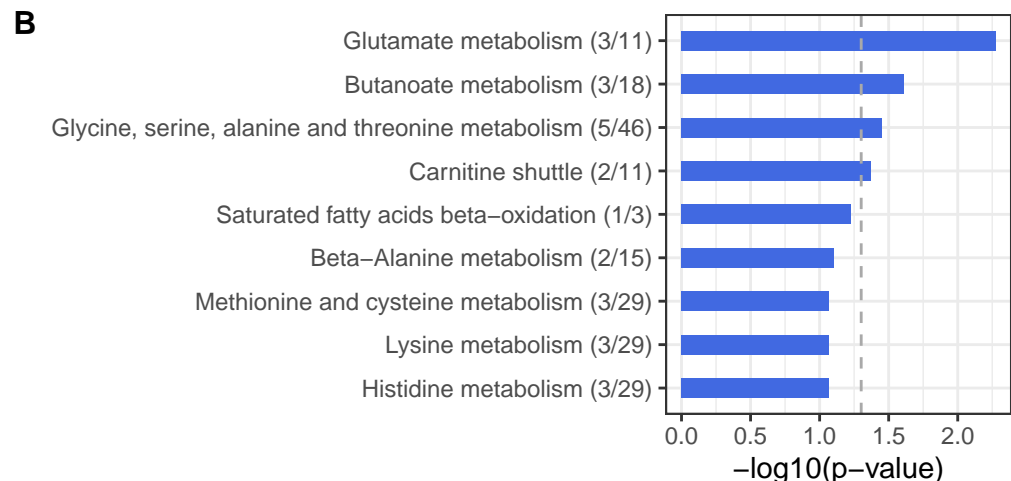 B
Glutamate metabolism (3/11)
Butanoate metabolism (3/18)
Glycine, serine, alanine and threonine metabolism (5/46)
Carnitine shuttle (2/11)
Saturated fatty acids beta−oxidation (1/3)
Beta−Alanine metabolism (2/15)
Methionine and cysteine metabolism (3/29)
Lysine metabolism (3/29)
Histidine metabolism (3/29)
0.0 0.5 1.0 1.5 2.0
−log10(p−value)